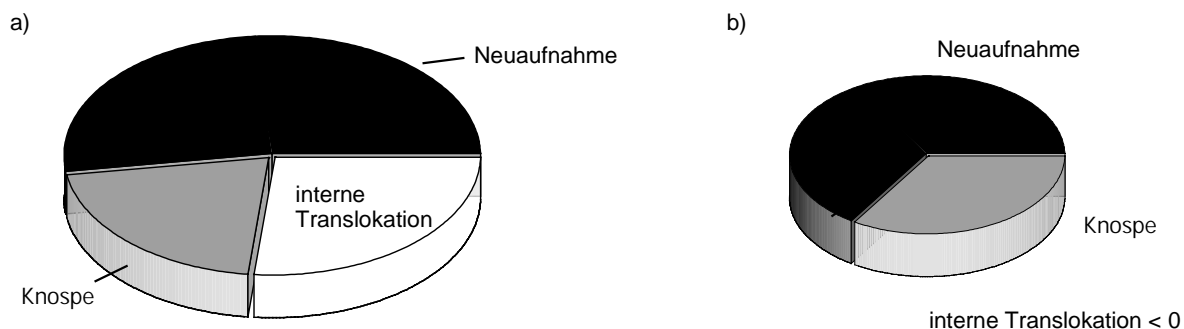 a)
Neuaufnahme
interne
Translokation
Knospe
b)
Neuaufnahme
Knospe
interne Translokation < 0